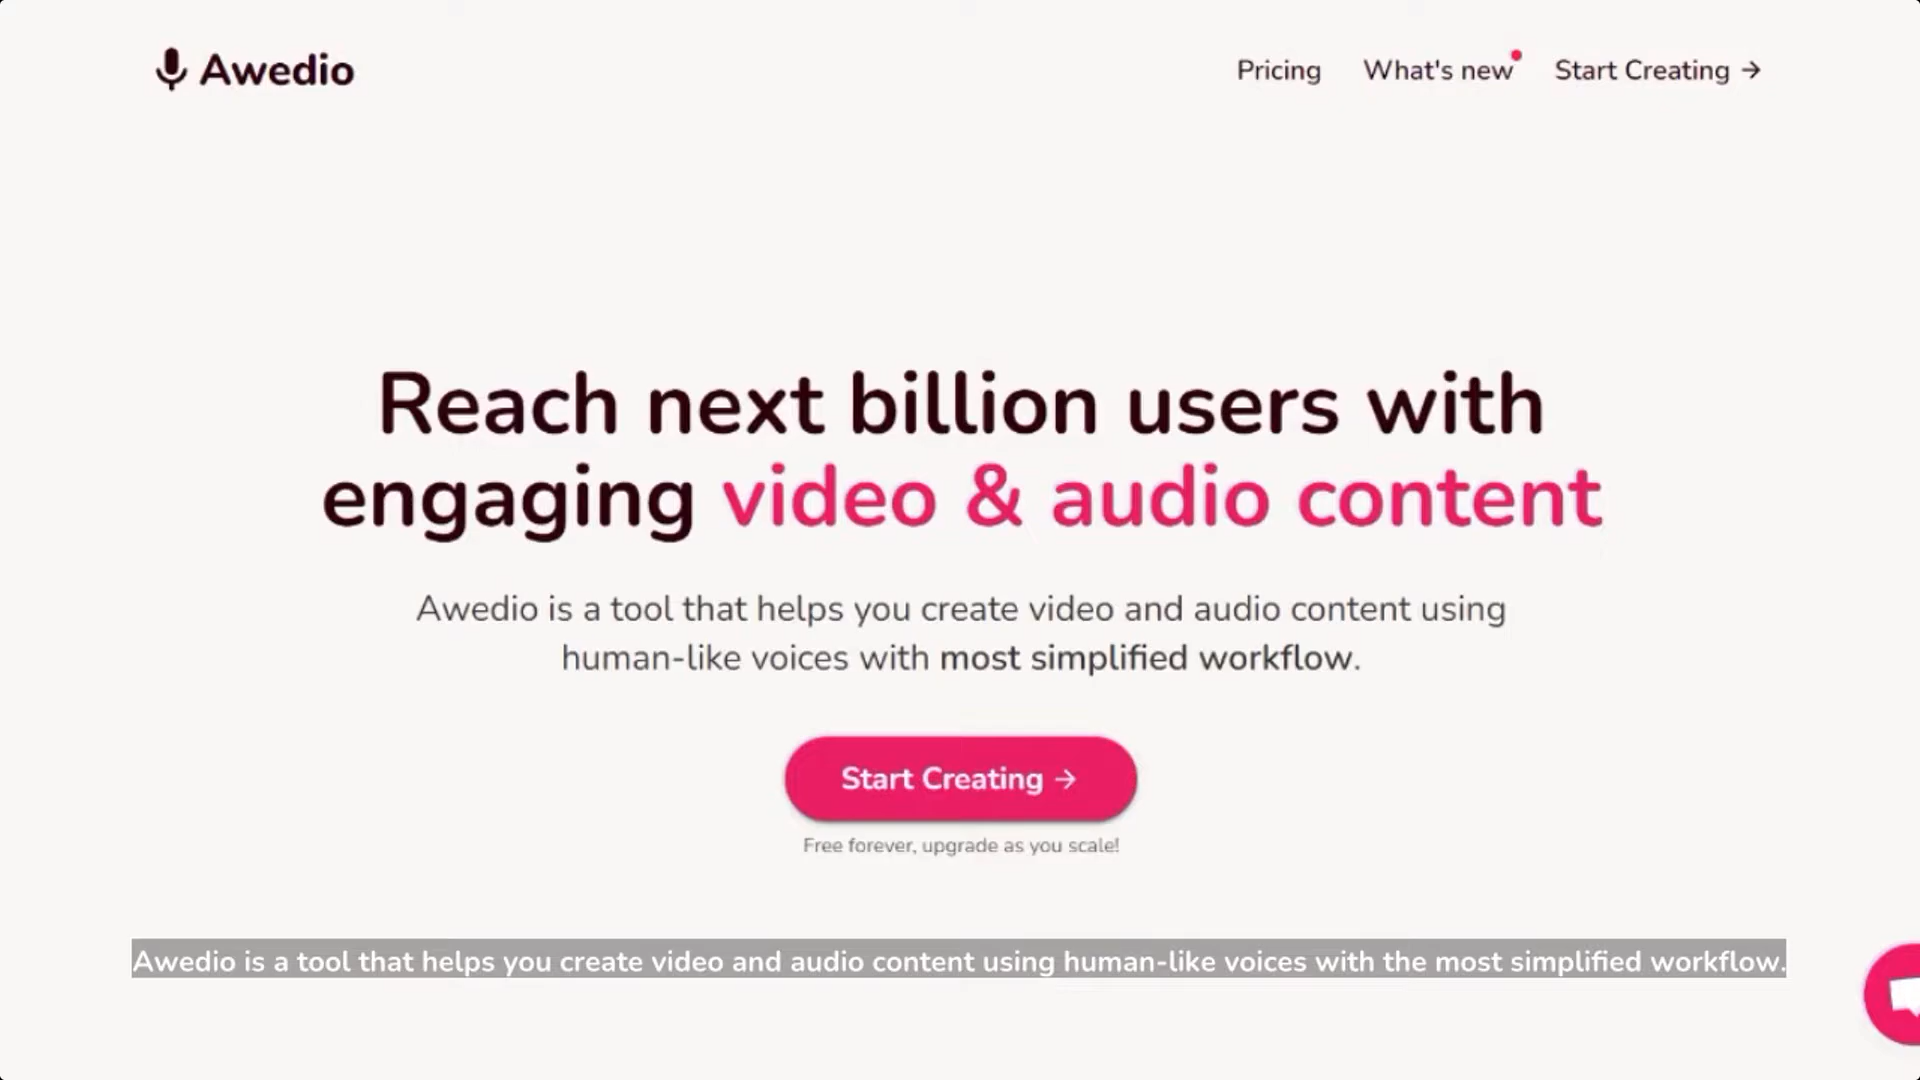 Awedio
Pricing
What's new
Start Creating →
Reach next billion users with
engaging video & audio content
Awedio is a tool that helps you create video and audio content using
human-like voices with most simplified workflow.
Start Creating →
Free forever, upgrade as you scale!
Awedio is a tool that helps you create video and audio content using human-like voices with the most simplified workflow.